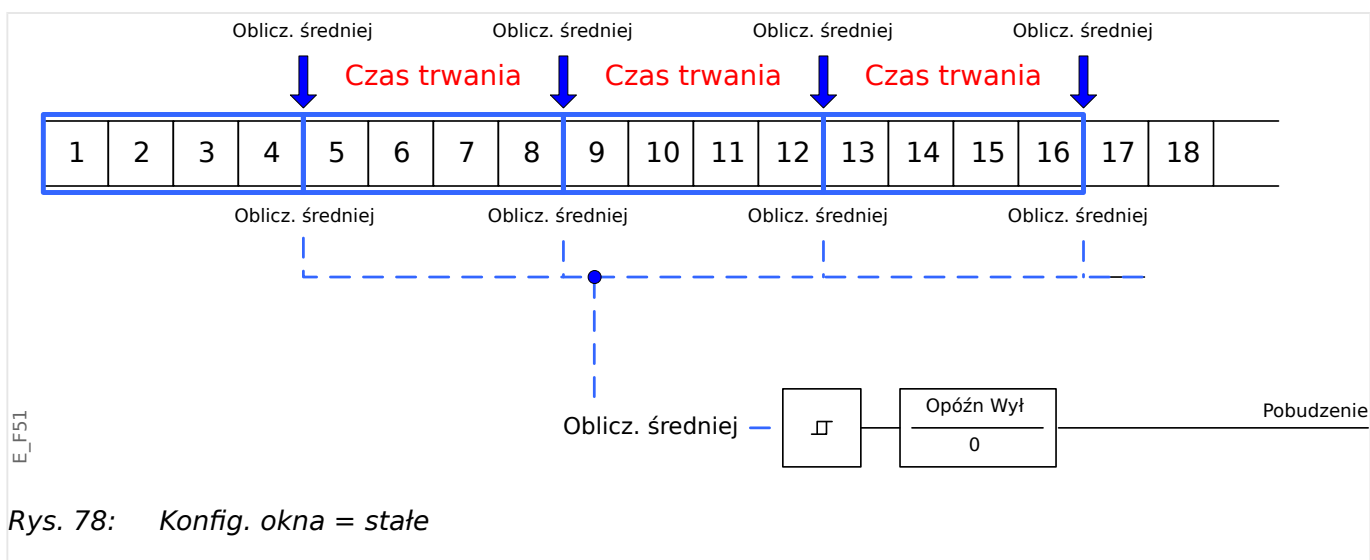 Oblicz. średniej Oblicz. średniej Oblicz. średniej Oblicz. średniej
Czas trwania Czas trwania Czas trwania
1 2 3 4 5 6 7 8 9 10 11 12 13 14 15 16 17 18
Oblicz. średniej Oblicz. średniej Oblicz. średniej Oblicz. średniej
Opóźn Wył
Pobudzenie
Oblicz. średniej
0
E_F51
Rys. 78: Konfig. okna = stałe